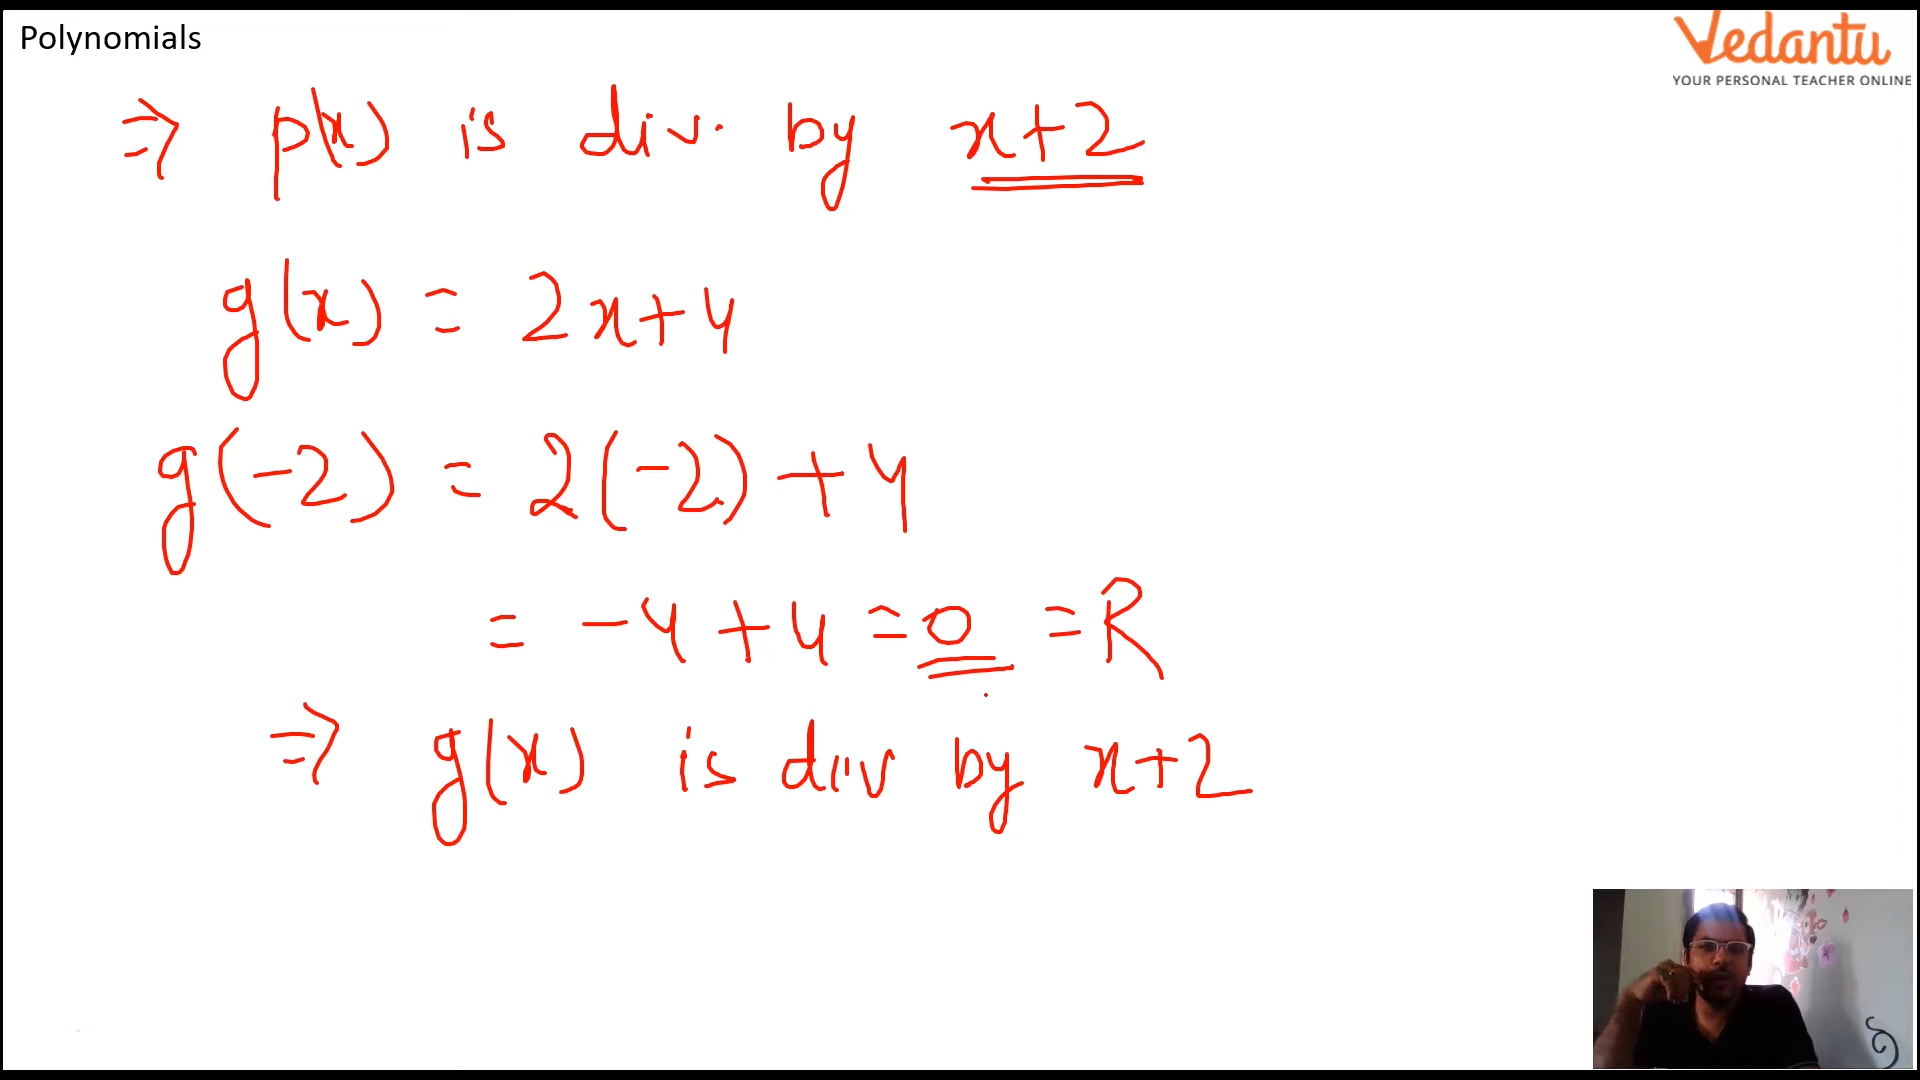 Polynomials
Vedantu
YOUR PERSONAL TEACHER ONLINE
⇒ p(x) is div. by x+2
g(x) = 2x+4
g(-2) = 2(-2) + 4
= -4 + 4 = 0 = R
⇒ g(x) is div by x+2